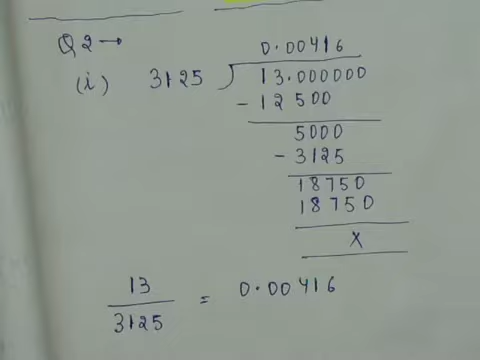 Q2→
0.00416
(i) 3125 ) 13.000000
- 12500
5000
- 3125
18750
18750
x
13
3125 = 0.00416